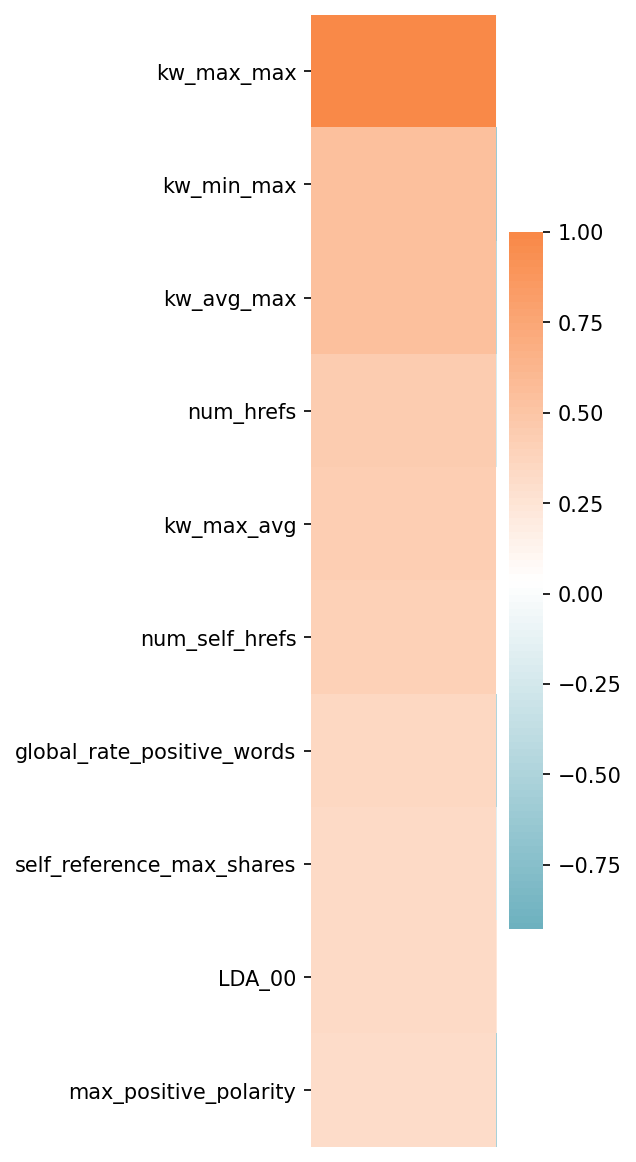 kw_max_max
kw_min_max
kw_avg_max
num_hrefs
kw_max_avg
num_self_hrefs
global_rate_positive_words
self_reference_max_shares
LDA_00
max_positive_polarity
1.00
0.75
0.50
0.25
0.00
−0.25
−0.50
−0.75